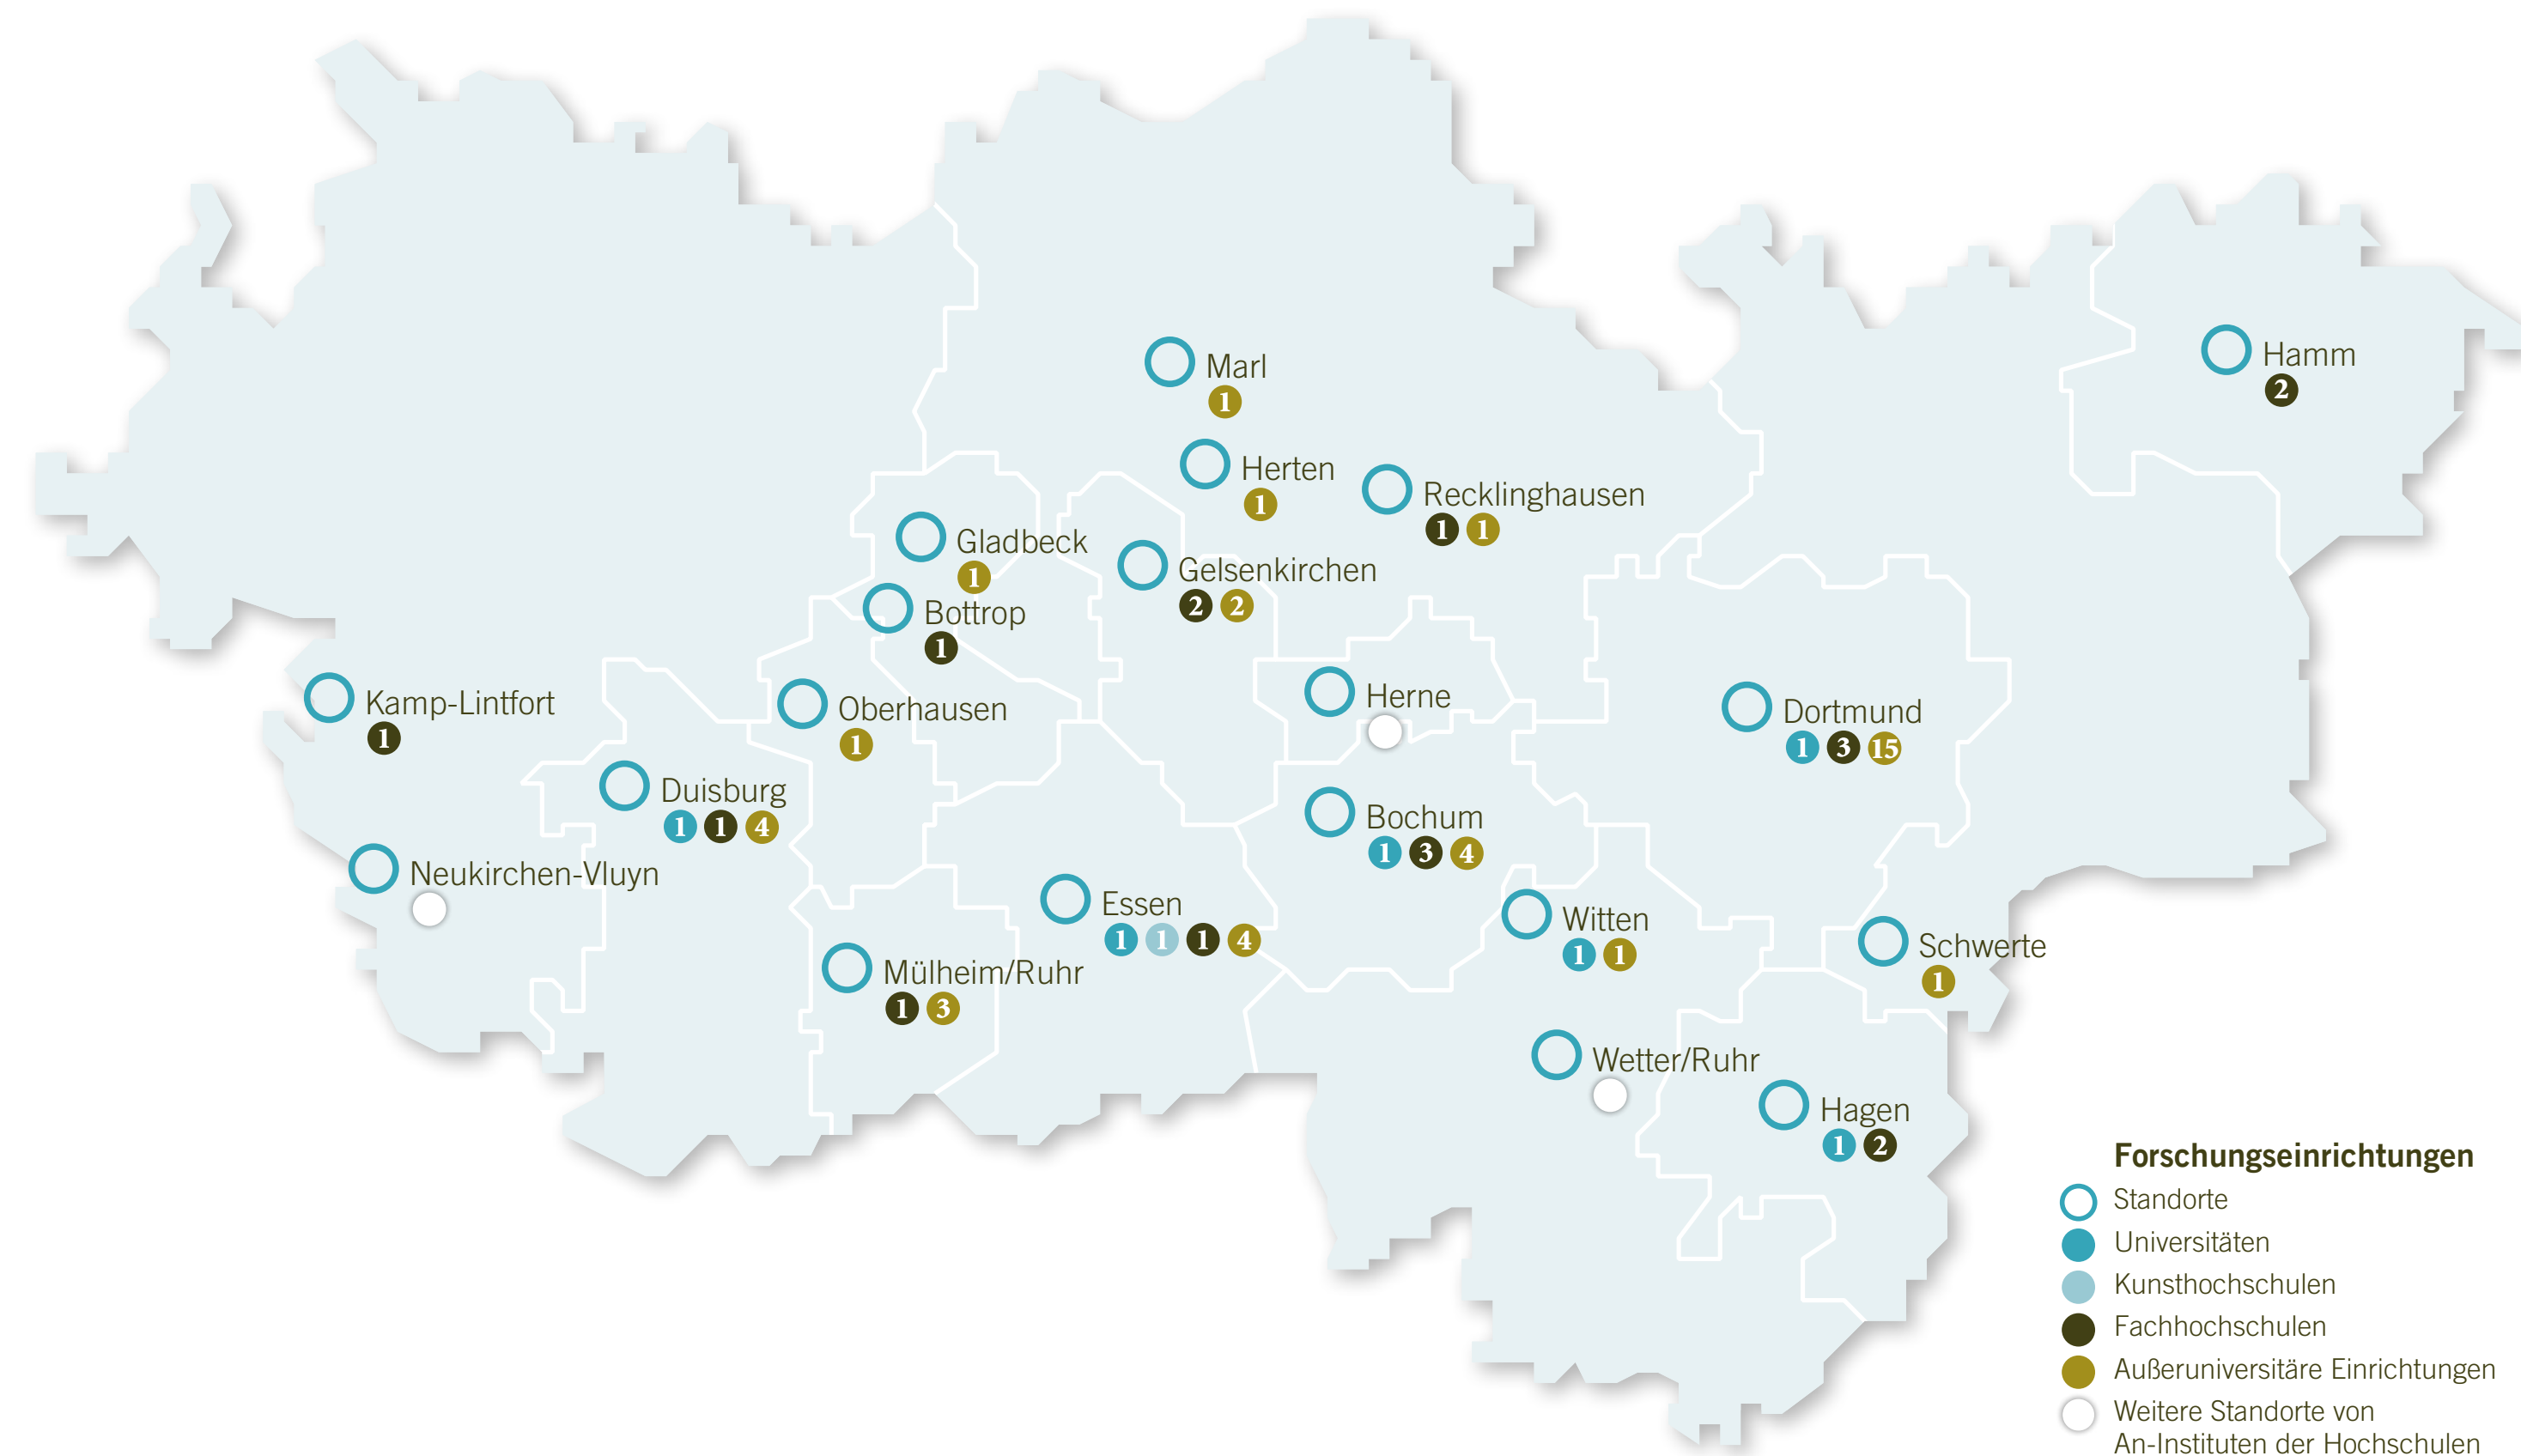 Marl
1
Hamm
2
Herten
1
Recklinghausen
1 1
Gladbeck
1
Gelsenkirchen
2 2
Bottrop
1
Kamp-Lintfort
1
Oberhausen
1
Herne
Dortmund
1 3 15
Duisburg
1 1 4
Bochum
1 3 4
Neukirchen-Vluyn
Essen
1 1 1 4
Witten
1 1
Schwerte
1
Mülheim/Ruhr
1 3
Wetter/Ruhr
Hagen
1 2
Forschungseinrichtungen
Standorte
Universitäten
Kunsthochschulen
Fachhochschulen
Außeruniversitäre Einrichtungen
Weitere Standorte von
An-Instituten der Hochschulen